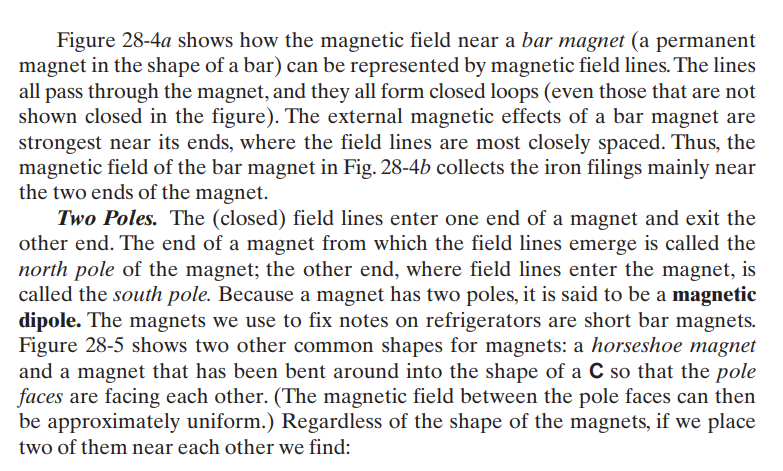 Figure 28-4a shows how the magnetic field near a bar magnet (a permanent
magnet in the shape of a bar) can be represented by magnetic field lines. The lines
all pass through the magnet, and they all form closed loops (even those that are not
shown closed in the figure). The external magnetic effects of a bar magnet are
strongest near its ends, where the field lines are most closely spaced. Thus, the
magnetic field of the bar magnet in Fig. 28-4b collects the iron filings mainly near
the two ends of the magnet.
Two Poles. The (closed) field lines enter one end of a magnet and exit the
other end. The end of a magnet from which the field lines emerge is called the
north pole of the magnet; the other end, where field lines enter the magnet, is
called the south pole. Because a magnet has two poles, it is said to be a magnetic
dipole. The magnets we use to fix notes on refrigerators are short bar magnets.
Figure 28-5 shows two other common shapes for magnets: a horseshoe magnet
and a magnet that has been bent around into the shape of a C so that the pole
faces are facing each other. (The magnetic field between the pole faces can then
be approximately uniform.) Regardless of the shape of the magnets, if we place
two of them near each other we find: